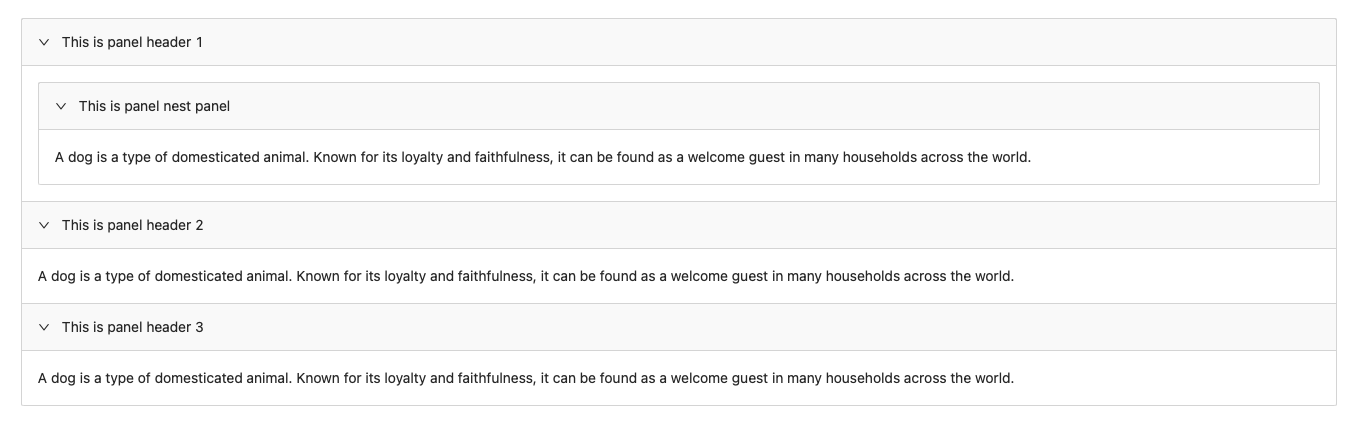 This is panel header 1
This is panel nest panel
A dog is a type of domesticated animal. Known for its loyalty and faithfulness, it can be found as a welcome guest in many households across the world.
This is panel header 2
A dog is a type of domesticated animal. Known for its loyalty and faithfulness, it can be found as a welcome guest in many households across the world.
This is panel header 3
A dog is a type of domesticated animal. Known for its loyalty and faithfulness, it can be found as a welcome guest in many households across the world.